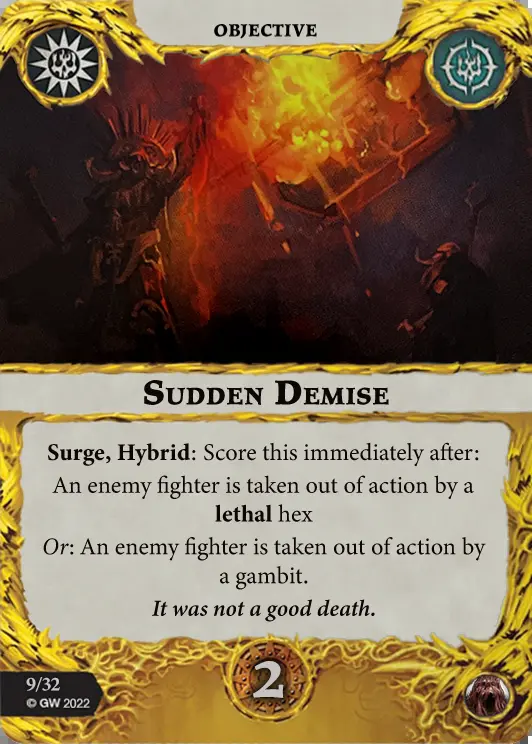 OBJECTIVE
SUDDEN DEMISE
Surge, Hybrid: Score this immediately after:
An enemy fighter is taken out of action by a
lethal hex
Or: An enemy fighter is taken out of action by
a gambit.
It was not a good death.
2
9/32
© GW 2022